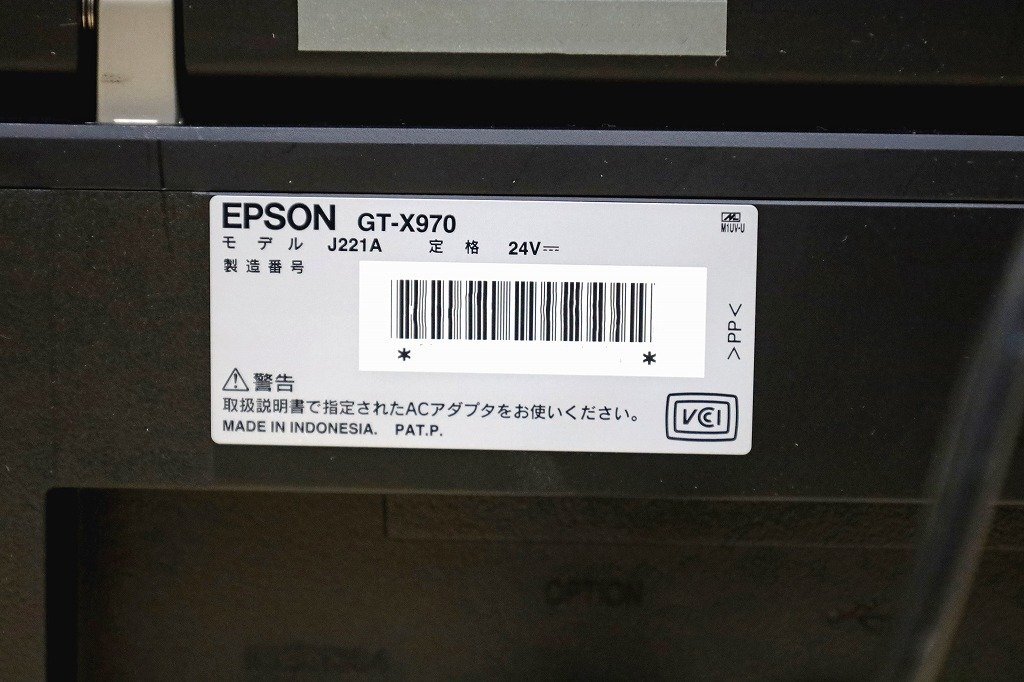 EPSON GT-X970
M1UV-U
モデル J221A 定格 24V⎓
製造番号
* *
>PP<
⚠警告
取扱説明書で指定されたACアダプタをお使いください。
MADE IN INDONESIA. PAT.P.
VCCI
OPTION